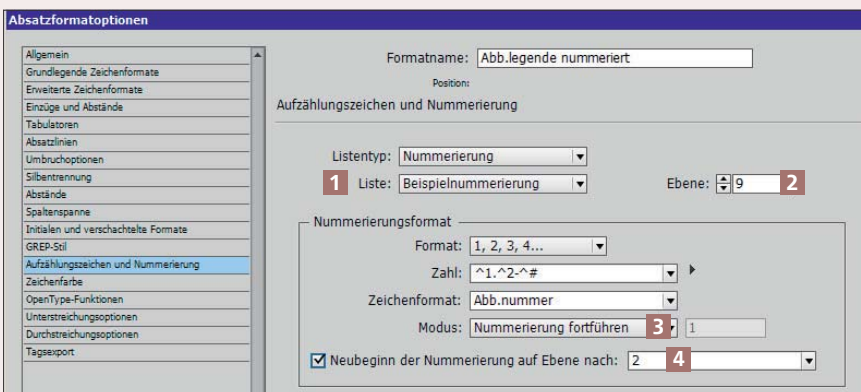 Absatzformatoptionen
Allgemein
Grundlegende Zeichenformate
Erweiterte Zeichenformate
Einzüge und Abstände
Tabulatoren
Absatzlinien
Umbruchoptionen
Silbentrennung
Abstände
Spaltenspanne
Initialen und verschachtelte Formate
GREP-Stil
Aufzählungszeichen und Nummerierung
Zeichenfarbe
OpenType-Funktionen
Unterstreichungsoptionen
Durchstreichungsoptionen
Tagsexport
Formatname: Abb.legende nummeriert
Position:
Aufzählungszeichen und Nummerierung
Listentyp: Nummerierung
1 Liste: Beispielnummerierung Ebene: 9 2
Nummerierungsformat
Format: 1, 2, 3, 4...
Zahl: ^1.^2-^#
Zeichenformat: Abb.nummer
Modus: Nummerierung fortführen 3 1
Neubeginn der Nummerierung auf Ebene nach: 2 4